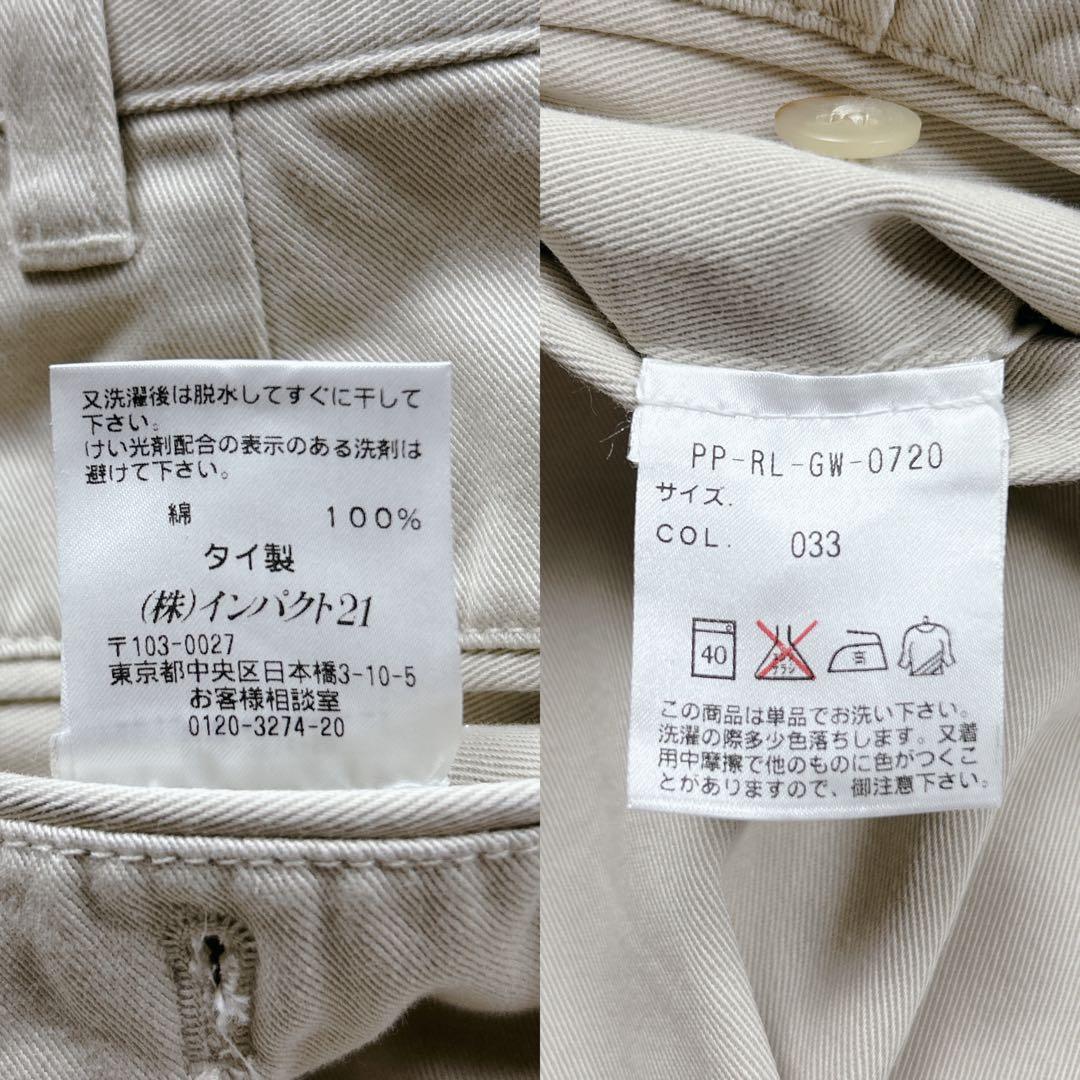 又洗濯後は脱水してすぐに干して
下さい。
けい光剤配合の表示のある洗剤は
避けて下さい。
綿 100%
タイ製
(株)インパクト21
〒103-0027
東京都中央区日本橋3-10-5
お客様相談室
0120-3274-20
PP-RL-GW-0720
サイズ.
COL. 033
40
エンソ
サラシ
高
この商品は単品でお洗い下さい。
洗濯の際多少色落ちします。又着
用中摩擦で他のものに色がつくこ
とがありますので、御注意下さい。